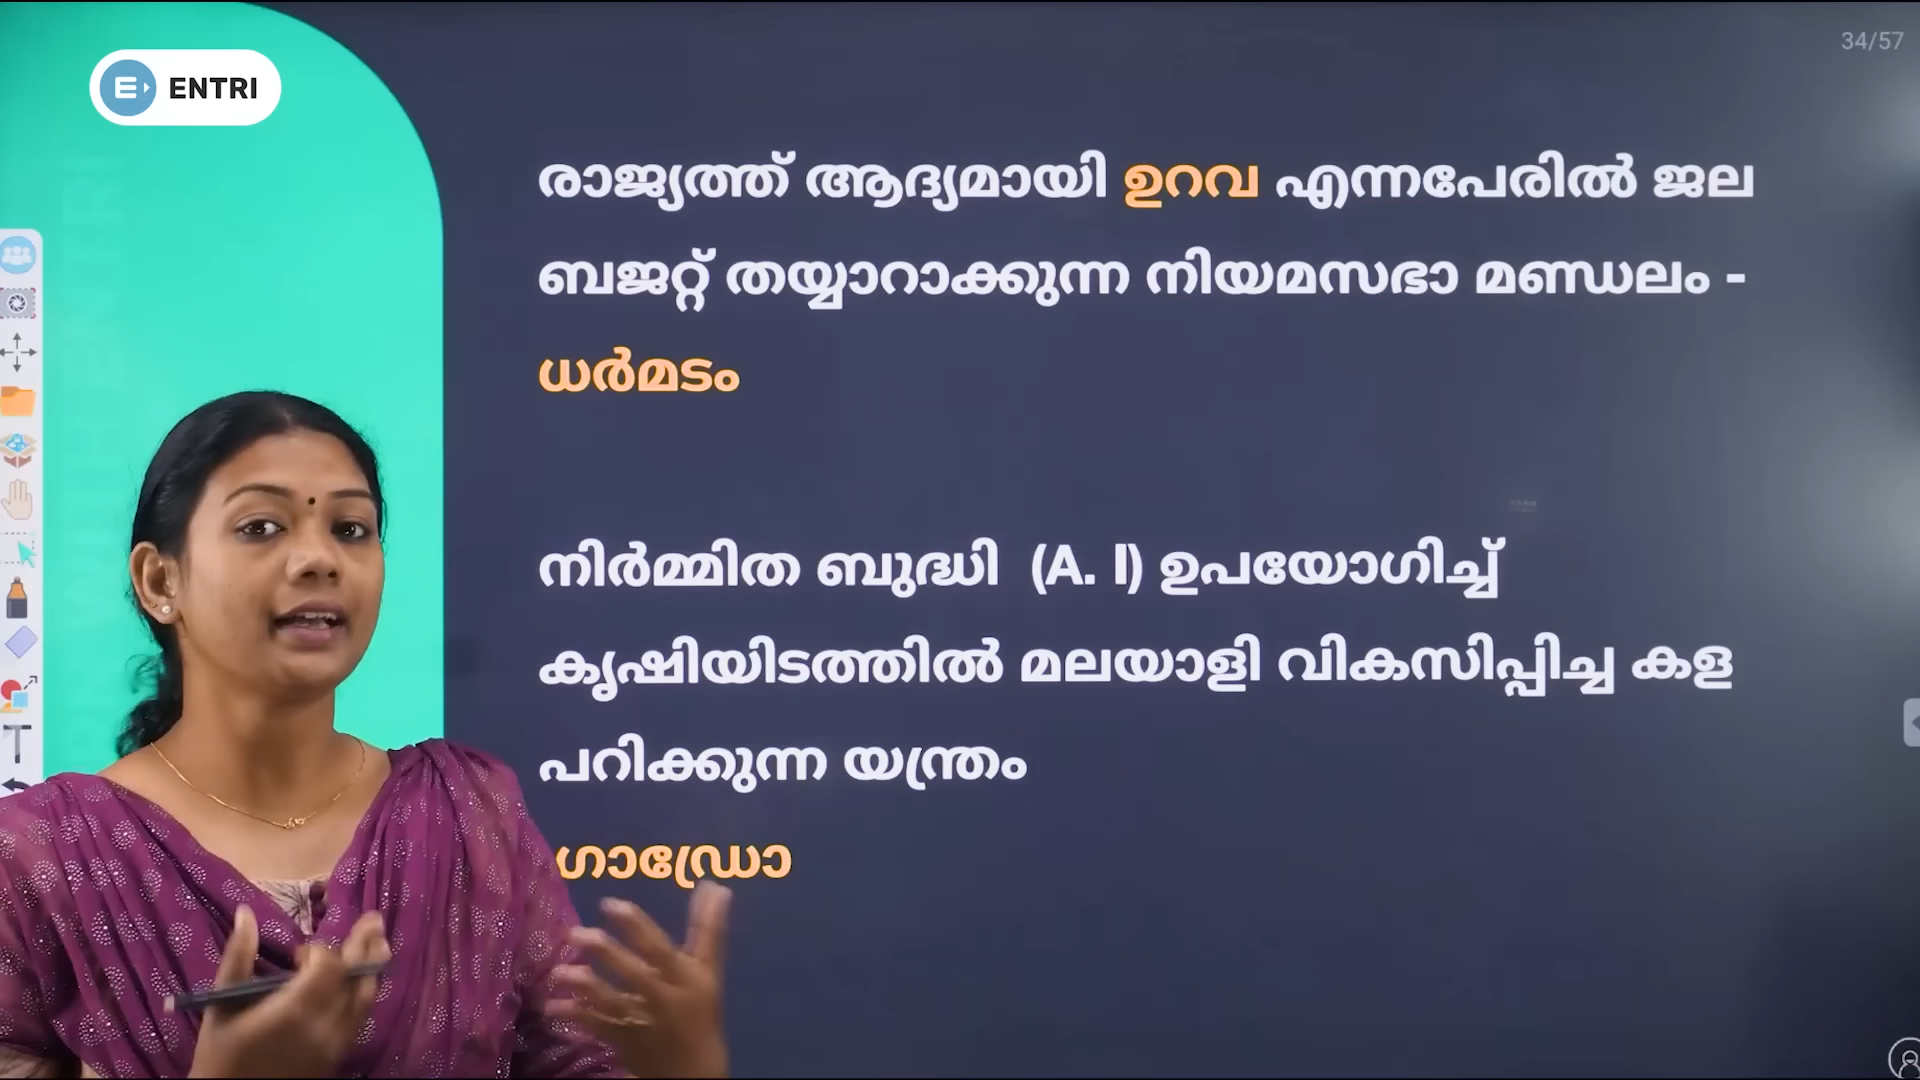 ENTRI
34/57
രാജ്യത്ത് ആദ്യമായി ഉറവ എന്നപേരിൽ ജല
ബജറ്റ് തയ്യാറാക്കുന്ന നിയമസഭാ മണ്ഡലം -
ധർമടം
നിർമ്മിത ബുദ്ധി (A. I) ഉപയോഗിച്ച്
കൃഷിയിടത്തിൽ മലയാളി വികസിപ്പിച്ച കള
പറിക്കുന്ന യന്ത്രം
ഗാഡ്രോ